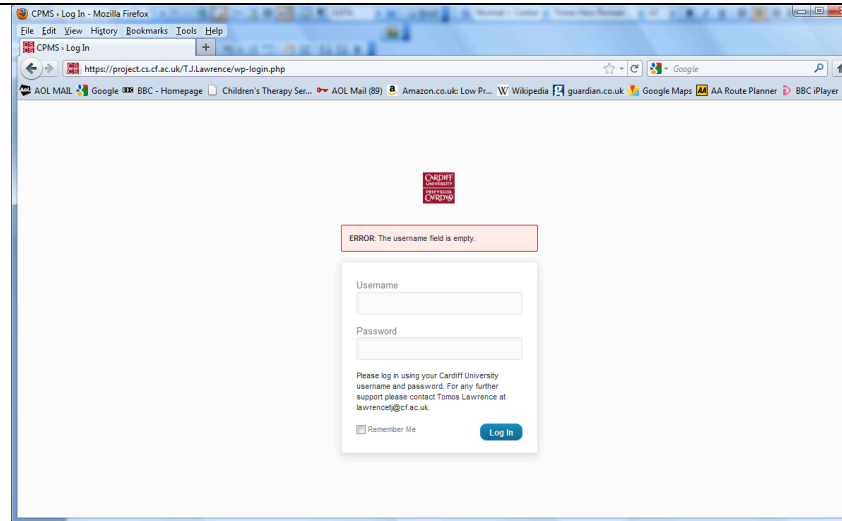 CPMS › Log In - Mozilla Firefox
File Edit View History Bookmarks Tools Help
CPMS › Log In +
https://project.cs.cf.ac.uk/T.J.Lawrence/wp-login.php Google
AOL MAIL Google BBC - Homepage Children's Therapy Ser... AOL Mail (89) Amazon.co.uk: Low Pr... Wikipedia guardian.co.uk Google Maps AA Route Planner BBC iPlayer
CARDIFF
UNIVERSITY
PRIFYSGOL
CAERDYDD
ERROR: The username field is empty.
Username
Password
Please log in using your Cardiff University
username and password. For any further
support please contact Tomos Lawrence at
lawrencetj@cf.ac.uk.
Remember Me Log In